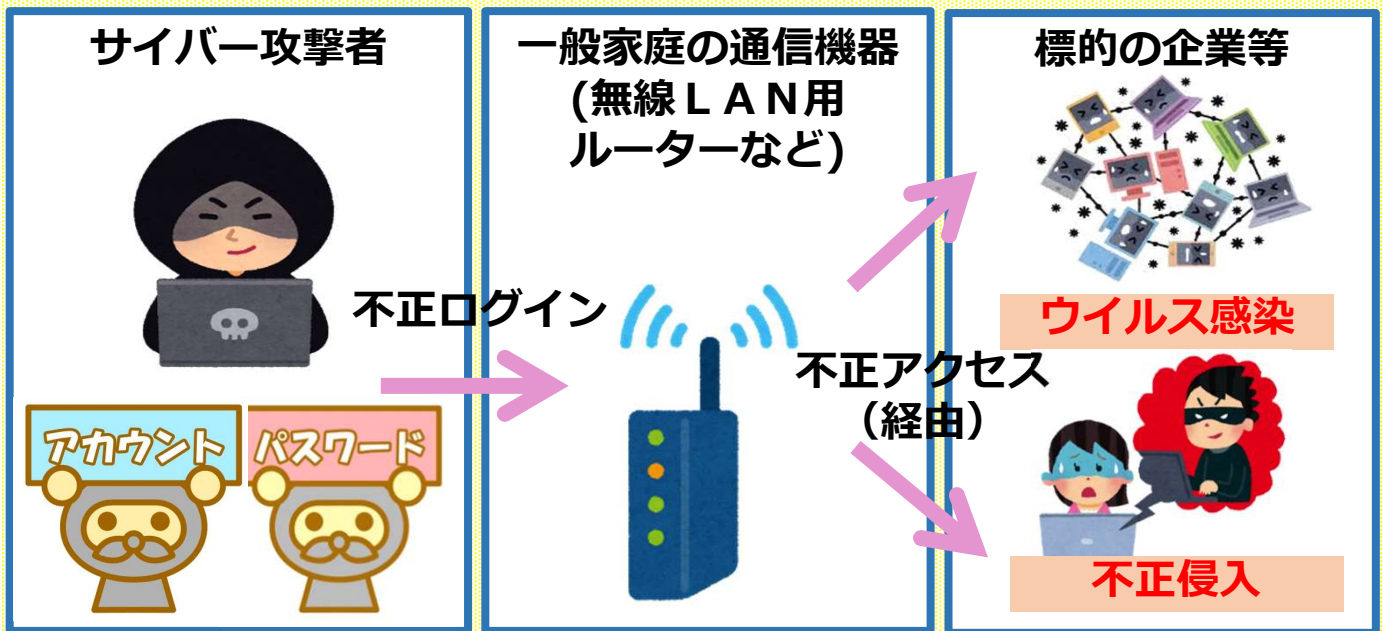 サイバー攻撃者
アカウント
パスワード
不正ログイン
一般家庭の通信機器
(無線ＬＡＮ用
ルーターなど)
不正アクセス
（経由）
標的の企業等
ウイルス感染
不正侵入